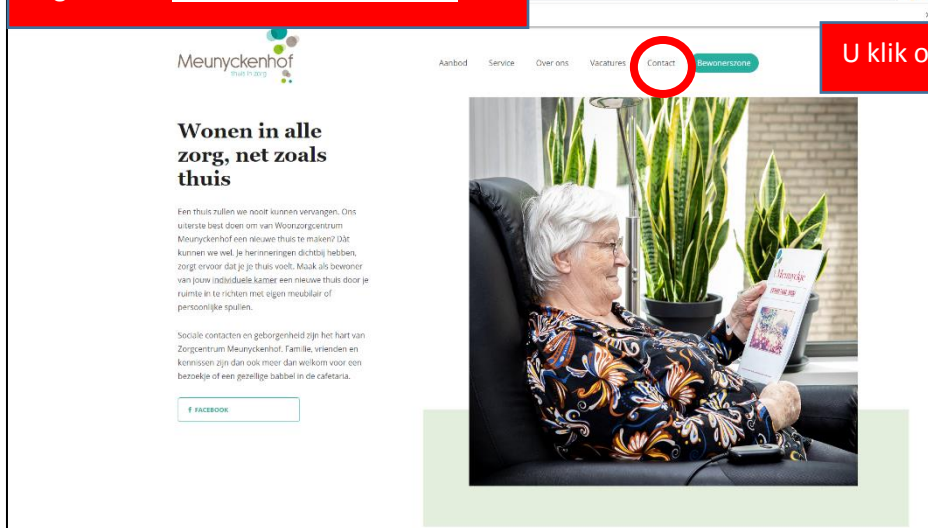 Meunyckenhof
thuis in zorg
Aanbod Service Over ons Vacatures Contact Bewonerszone
U klik o
Wonen in alle
zorg, net zoals
thuis
Een thuis zullen we nooit kunnen vervangen. Ons
uiterste best doen om van Woonzorgcentrum
Meunyckenhof een nieuwe thuis te maken? Dàt
kunnen we wel. Je herinneringen dichtbij hebben,
zorgt ervoor dat je je thuis voelt. Maak als bewoner
van jouw individuele kamer een nieuwe thuis door je
ruimte in te richten met eigen meubilair of
persoonlijke spullen.
Sociale contacten en geborgenheid zijn het hart van
Zorgcentrum Meunyckenhof. Familie, vrienden en
kennissen zijn dan ook meer dan welkom voor een
bezoekje of een gezellige babbel in de cafetaria.
f FACEBOOK